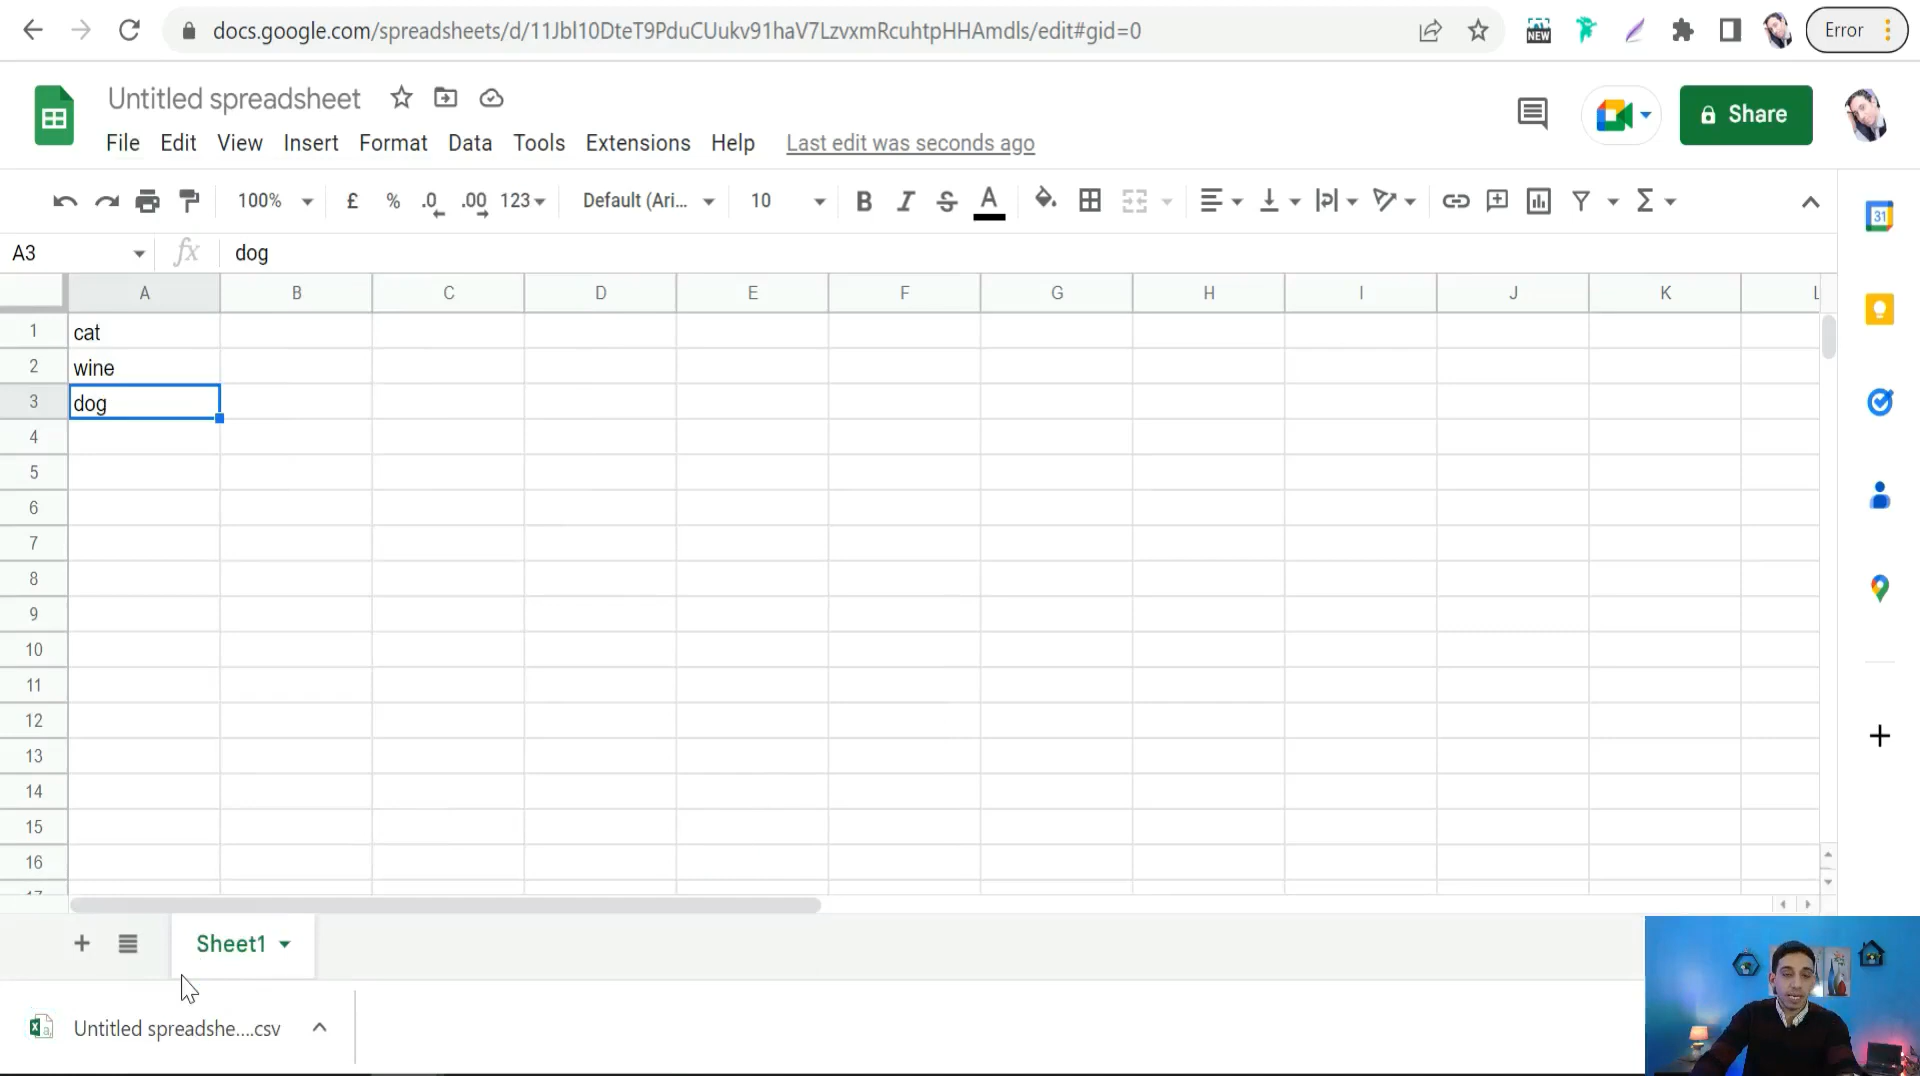 docs.google.com/spreadsheets/d/11Jbl10DteT9PduCUukv91haV7LzvxmRcuhtpHHAmdls/edit#gid=0
NEW
Error
Untitled spreadsheet
File Edit View Insert Format Data Tools Extensions Help Last edit was seconds ago
Share
100% £ % .0 .00 123 Default (Ari... 10 B I S A Σ
31
A3 fx dog
A B C D E F G H I J K L
1 cat
2 wine
3 dog
4
5
6
7
8
9
10
11
12
13
14
15
16
17
+ Sheet1
Untitled spreadshe....csv